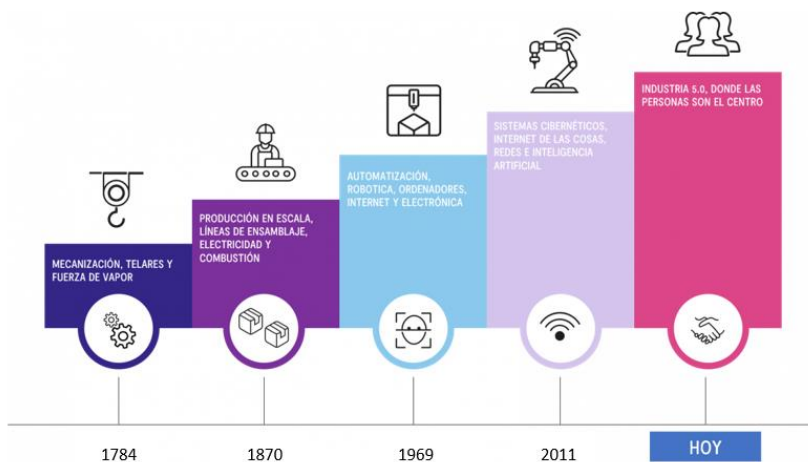 MECANIZACIÓN, TELARES Y
FUERZA DE VAPOR
PRODUCCIÓN EN ESCALA,
LÍNEAS DE ENSAMBLAJE,
ELECTRICIDAD Y
COMBUSTIÓN
AUTOMATIZACIÓN,
ROBOTICA, ORDENADORES,
INTERNET Y ELECTRÓNICA
SISTEMAS CIBERNÉTICOS,
INTERNET DE LAS COSAS,
REDES E INTELIGENCIA
ARTIFICIAL
INDUSTRIA 5.0, DONDE LAS
PERSONAS SON EL CENTRO
1784
1870
1969
2011
HOY